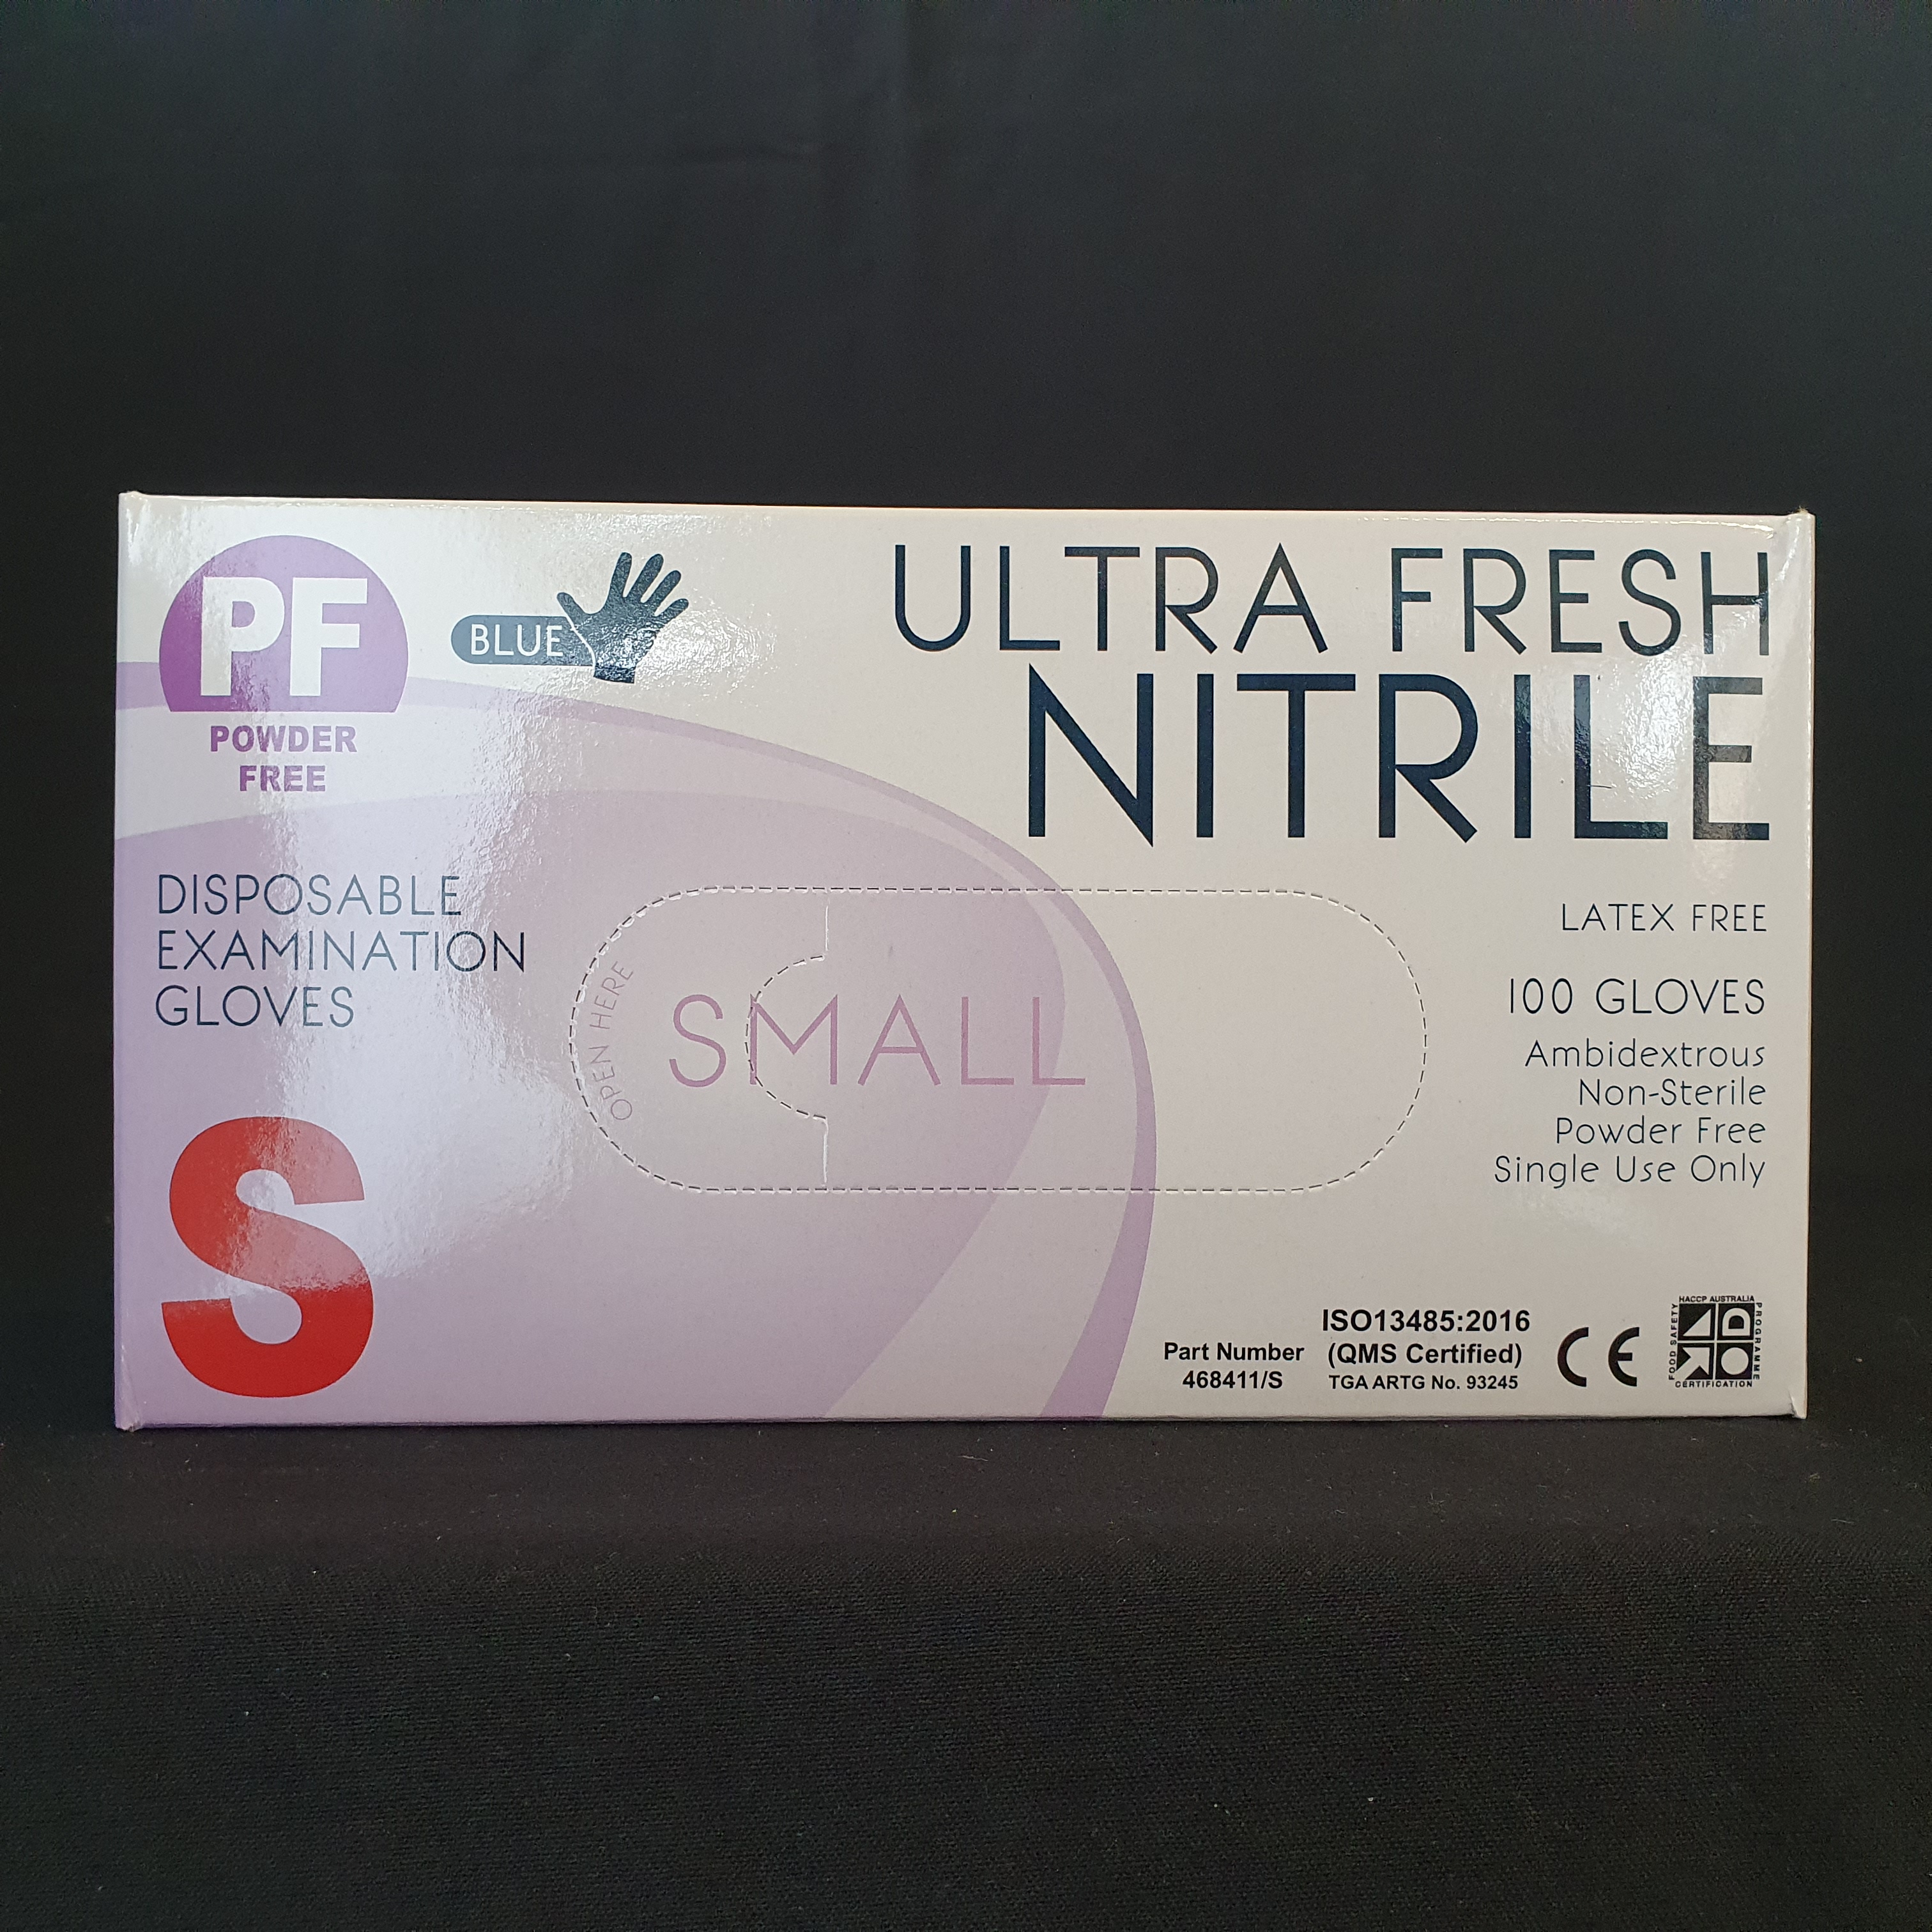 PF
POWDER
FREE
BLUE
ULTRA FRESH
NITRILE
DISPOSABLE
EXAMINATION
GLOVES
OPEN HERE
SMALL
LATEX FREE
100 GLOVES
Ambidextrous
Non-Sterile
Powder Free
Single Use Only
S
Part Number
468411/S
ISO13485:2016
(QMS Certified)
TGA ARTG No. 93245
CE
HACCP AUSTRALIA
FOOD SAFETY
PROGRAMME
CERTIFICATION